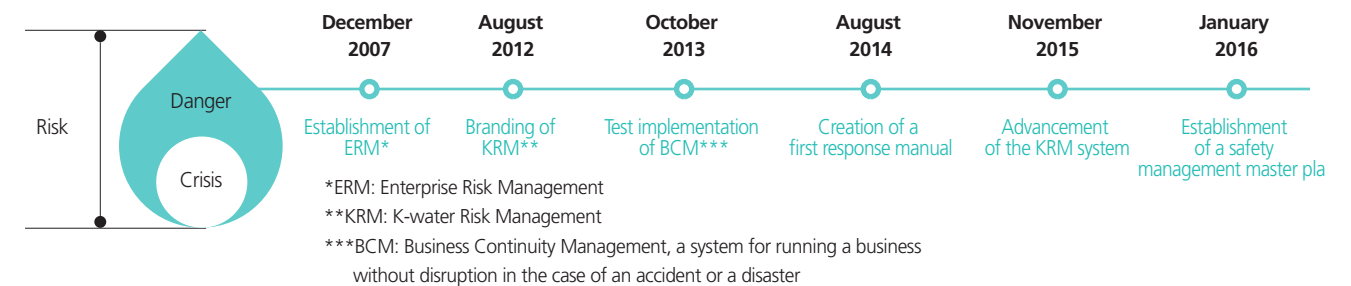 Risk
Danger
Crisis
December
2007
Establishment of
ERM*
August
2012
Branding of
KRM**
October
2013
Test implementation
of BCM***
August
2014
Creation of a
first response manual
November
2015
Advancement
of the KRM system
January
2016
Establishment
of a safety
management master pla
*ERM: Enterprise Risk Management
**KRM: K-water Risk Management
***BCM: Business Continuity Management, a system for running a business
without disruption in the case of an accident or a disaster